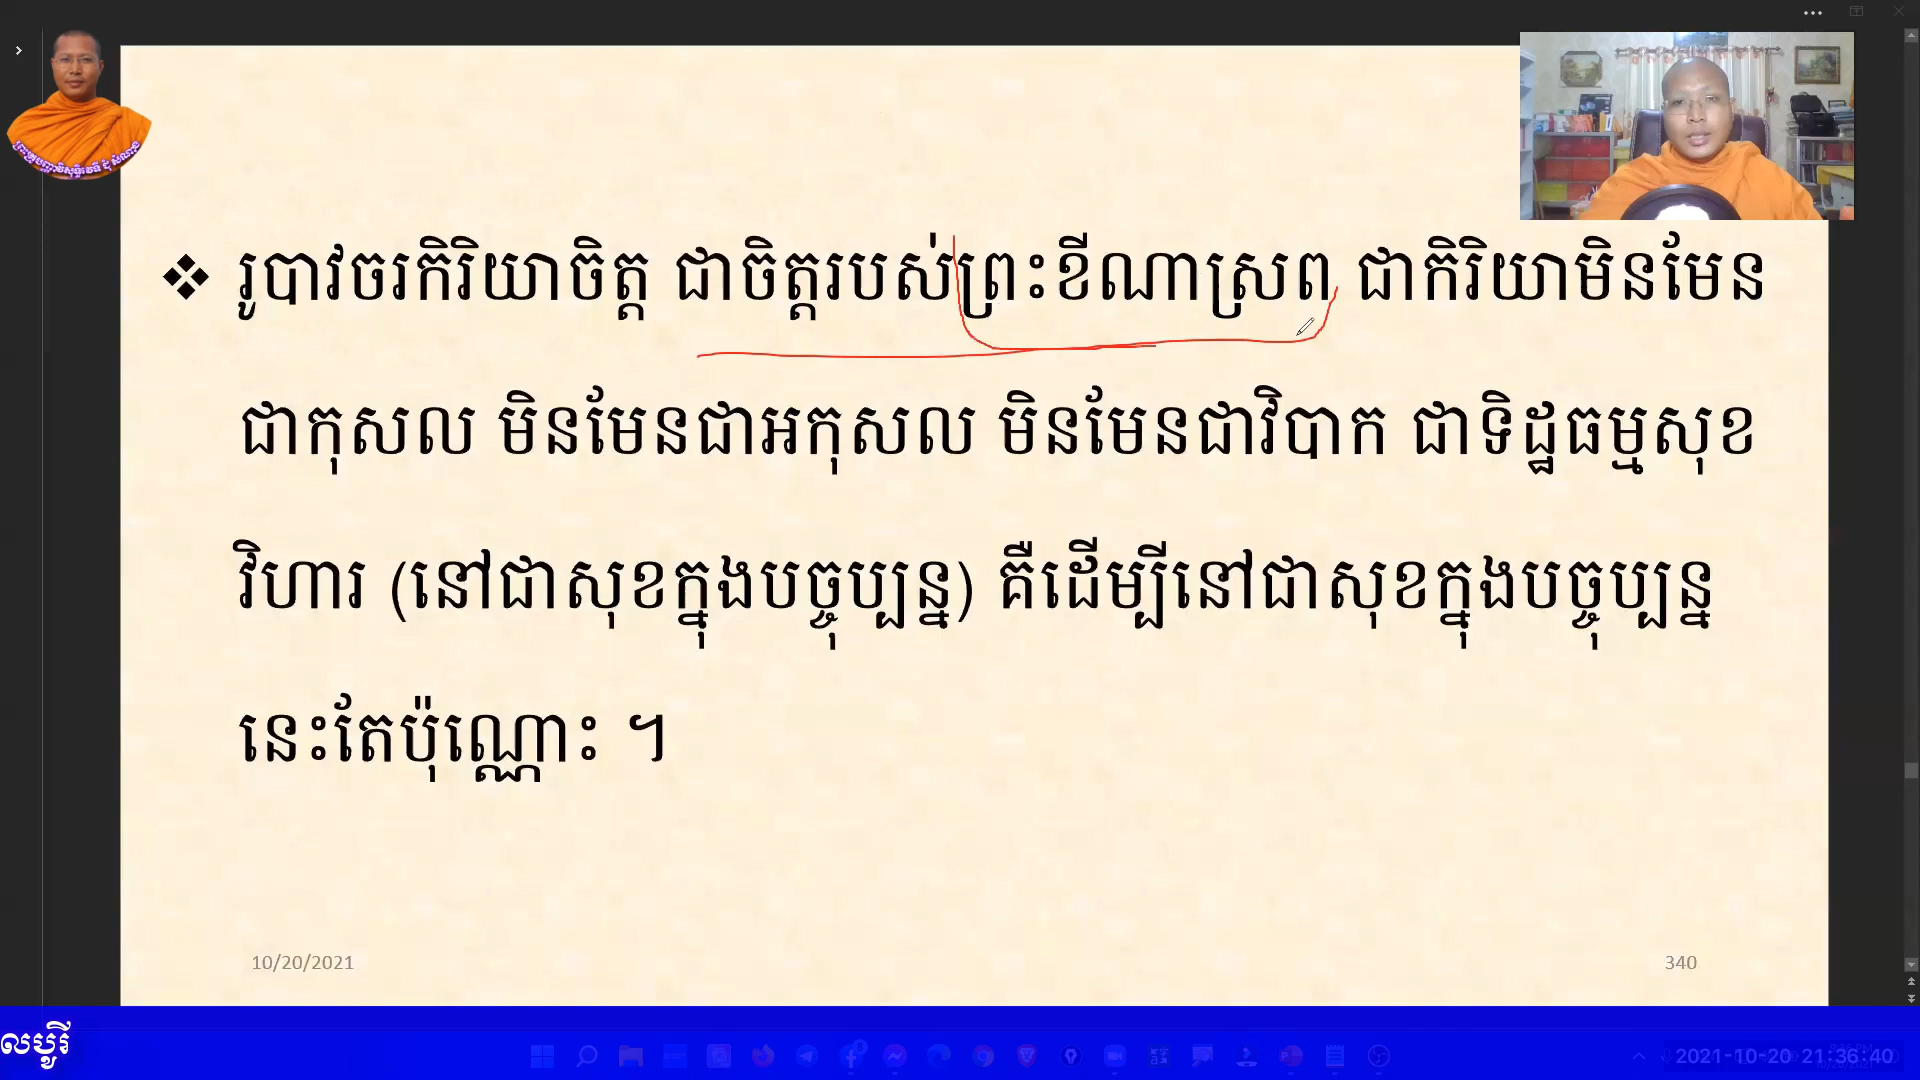 ❖ រូបាវចរកិរិយាចិត្ត ជាចិត្តរបស់ព្រះខីណាស្រព ជាកិរិយាមិនមែន
ជាកុសល មិនមែនជាអកុសល មិនមែនជាវិបាក ជាទិដ្ឋធម្មសុខ
វិហារ (នៅជាសុខក្នុងបច្ចុប្បន្ន) គឺដើម្បីនៅជាសុខក្នុងបច្ចុប្បន្ន
នេះតែប៉ុណ្ណោះ ។
10/20/2021
340
លបូរី
2021-10-20 21:36:40